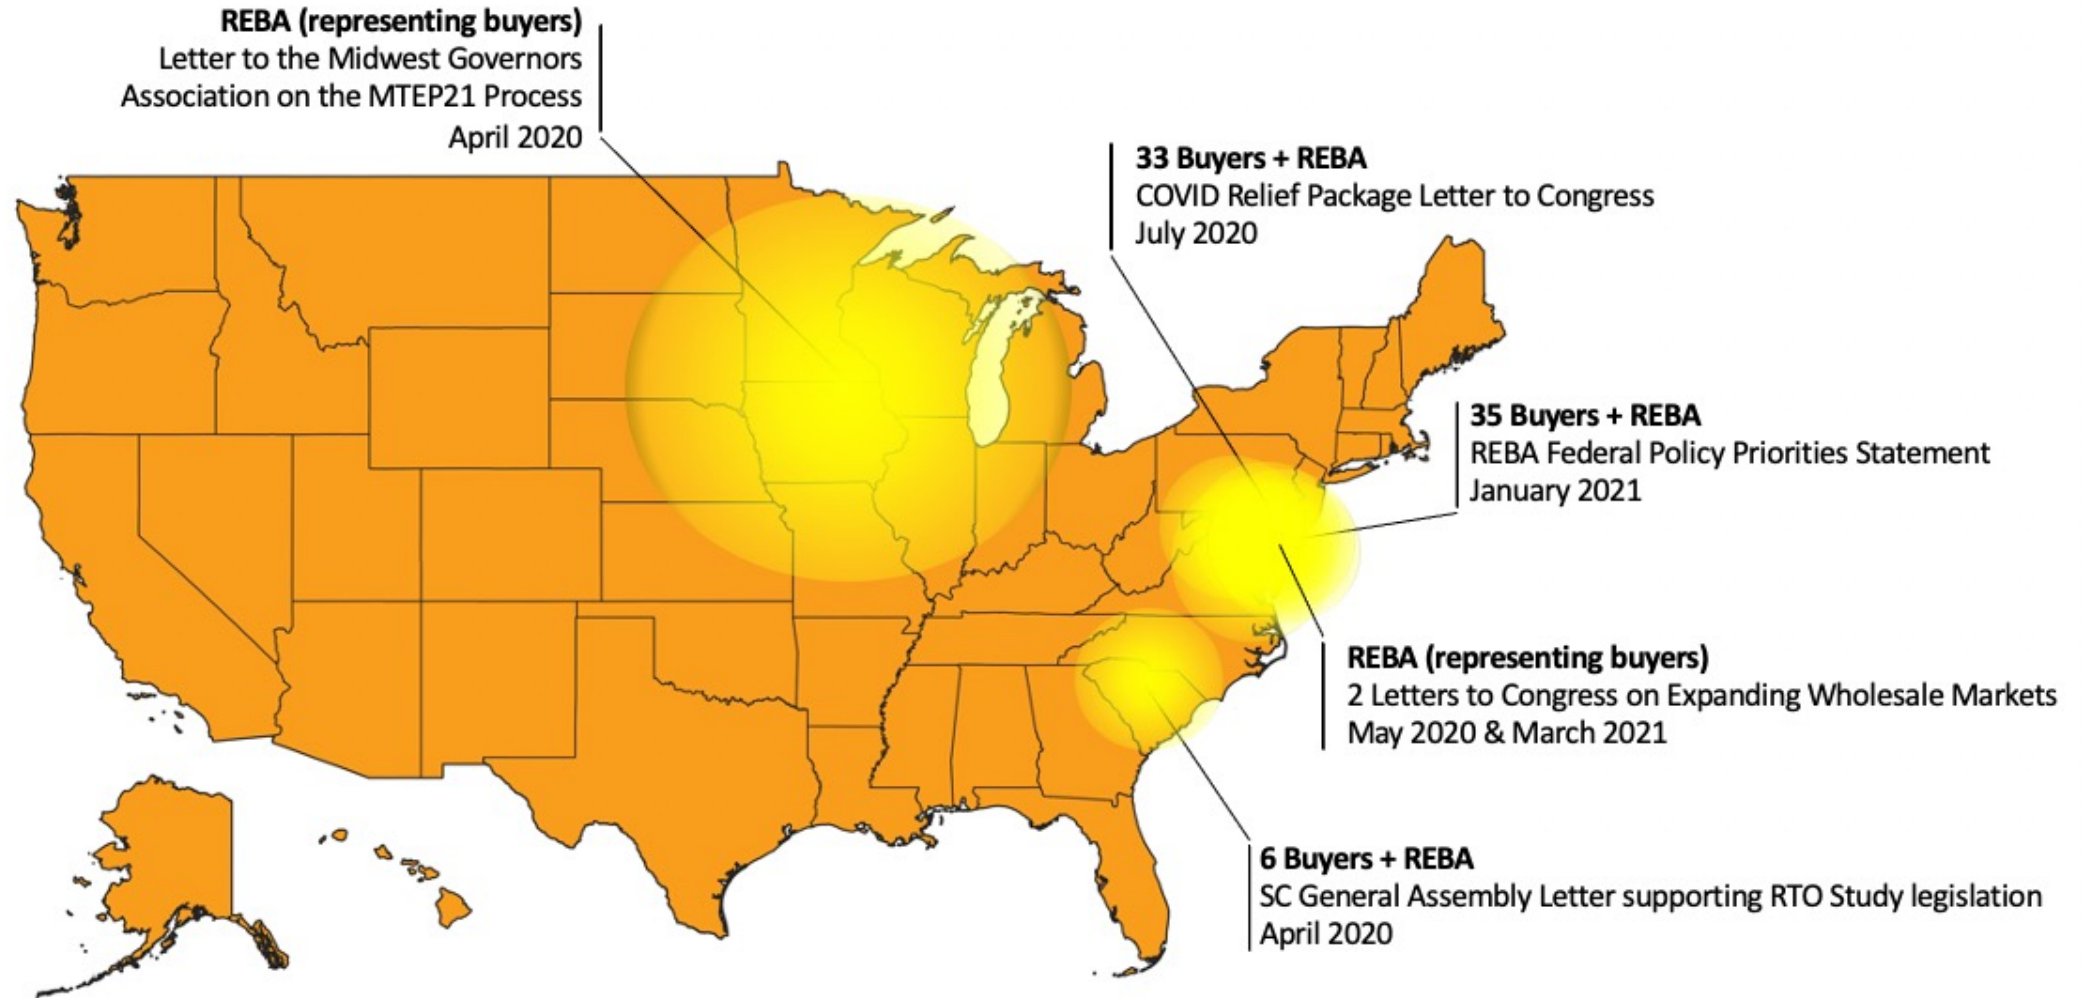 REBA (representing buyers)
Letter to the Midwest Governors
Association on the MTEP21 Process
April 2020
33 Buyers + REBA
COVID Relief Package Letter to Congress
July 2020
35 Buyers + REBA
REBA Federal Policy Priorities Statement
January 2021
REBA (representing buyers)
2 Letters to Congress on Expanding Wholesale Markets
May 2020 & March 2021
6 Buyers + REBA
SC General Assembly Letter supporting RTO Study legislation
April 2020